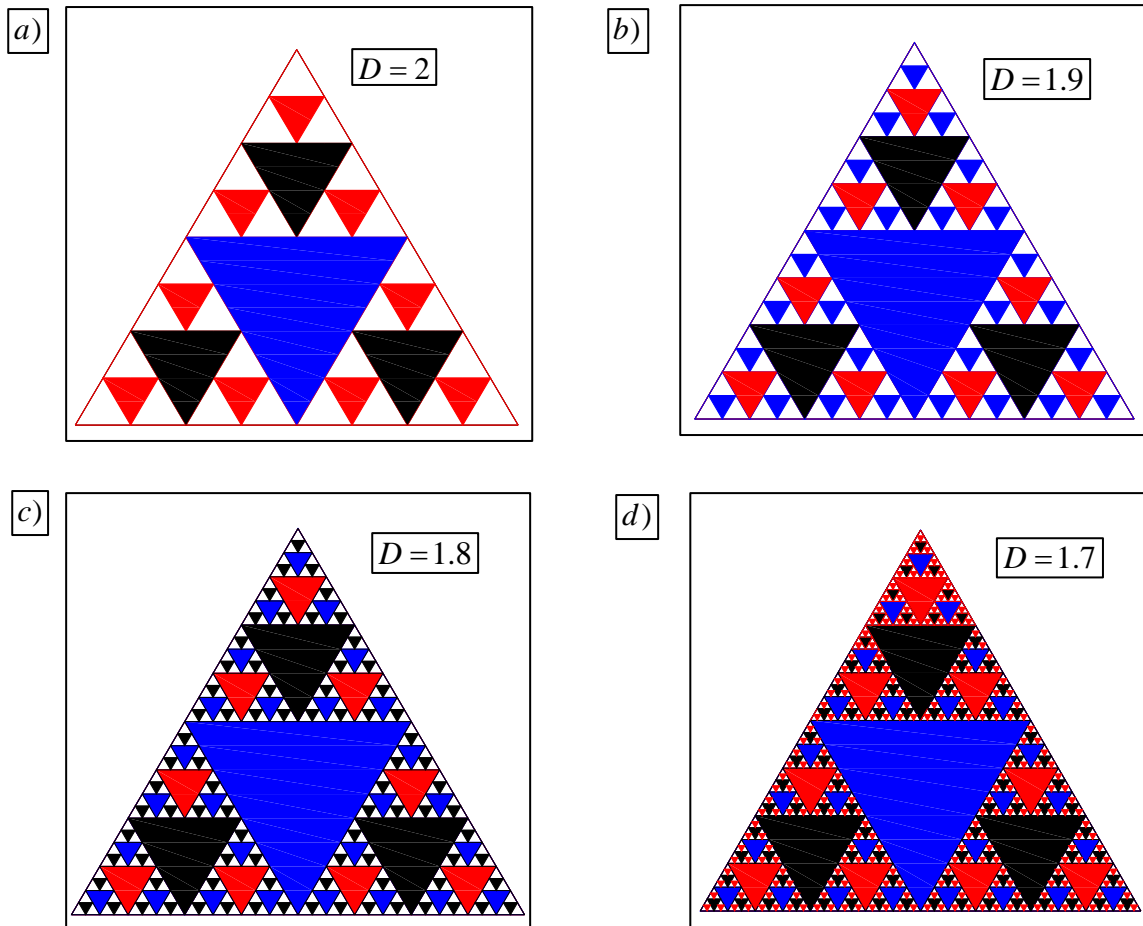 a)
D = 2
b)
D = 1.9
c)
D = 1.8
d)
D = 1.7